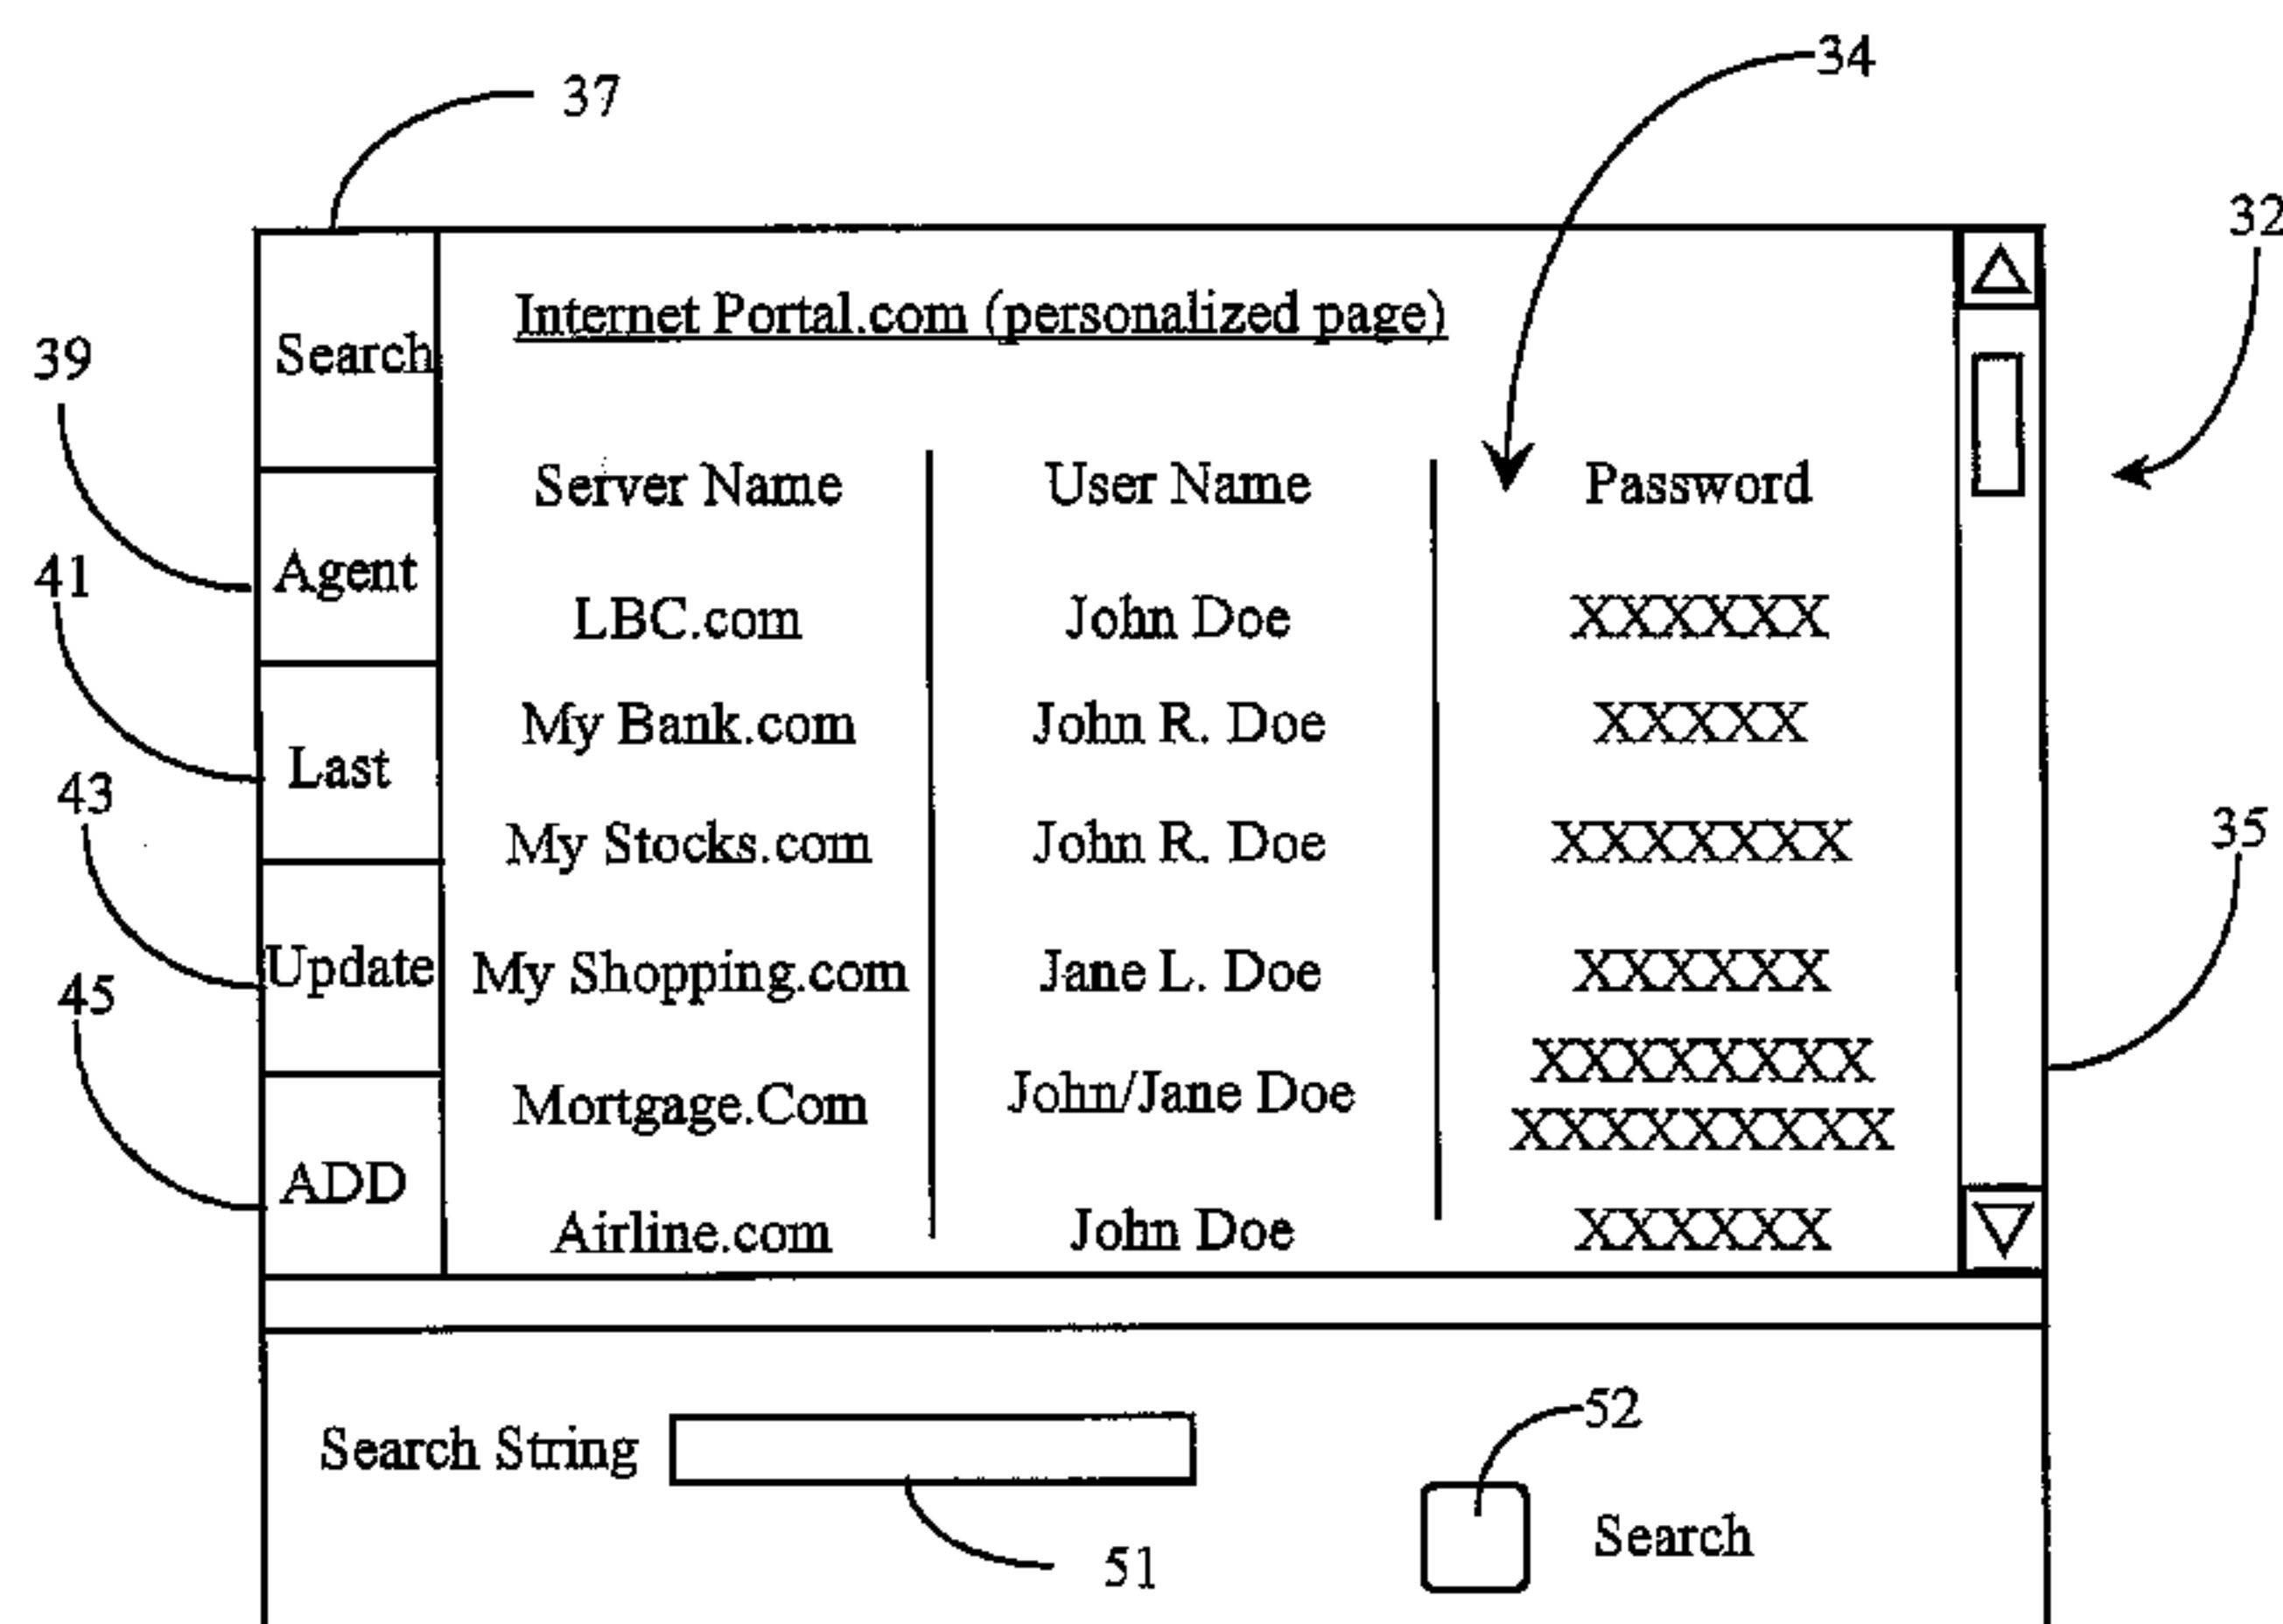 37
34
32
Internet Portal.com (personalized page)
Search
39
Server Name User Name Password
Agent
41
LBC.com John Doe XXXXXX
My Bank.com John R. Doe XXXXX
Last
43
My Stocks.com John R. Doe XXXXXXX
35
Update
My Shopping.com Jane L. Doe XXXXXX
45
Mortgage.Com John/Jane Doe XXXXXXXX
XXXXXXXXX
ADD
Airline.com John Doe XXXXXX
52
Search String
Search
51